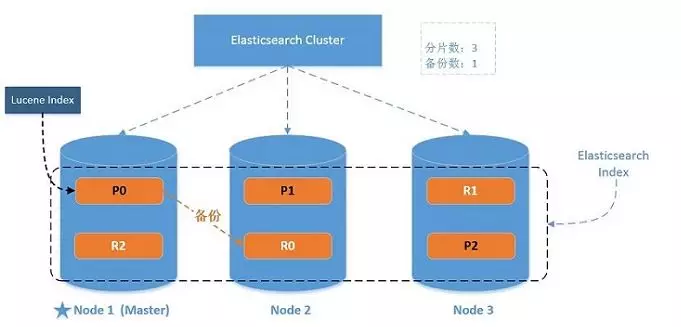 Elasticsearch Cluster
分片数：3
备份数：1
Lucene Index
Elasticsearch
Index
P0
P1
R1
备份
R2
R0
P2
Node 1 (Master)
Node 2
Node 3